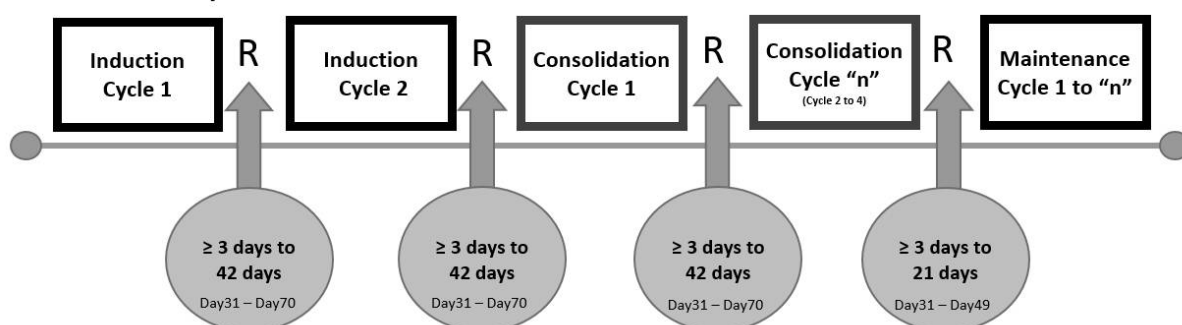 Induction
Cycle 1
R
Induction
Cycle 2
R
Consolidation
Cycle 1
R
Consolidation
Cycle “n”
(Cycle 2 to 4)
R
Maintenance
Cycle 1 to “n”
≥ 3 days to
42 days
Day31 – Day70
≥ 3 days to
42 days
Day31 – Day70
≥ 3 days to
42 days
Day31 – Day70
≥ 3 days to
21 days
Day31 – Day49